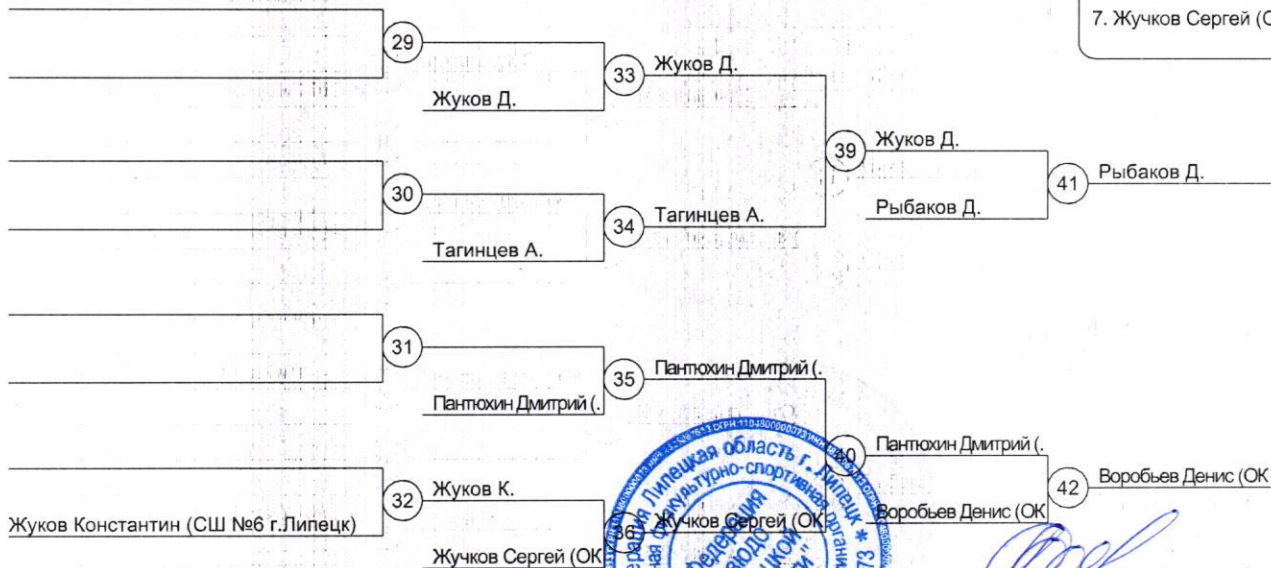 7. Жучков Сергей (О
29
33
Жуков Д.
Жуков Д.
39
Жуков Д.
41
Рыбаков Д.
Рыбаков Д.
30
34
Тагинцев А.
Тагинцев А.
31
35
Пантюхин Дмитрий (.
Пантюхин Дмитрий (.
40
Пантюхин Дмитрий (.
42
Воробьев Денис (ОК
Воробьев Денис (ОК
32
Жуков К.
Жуков Константин (СШ №6 г.Липецк)
36
Жучков Сергей (ОК
Жучков Сергей (ОК
Липецкая область г. Липецк *
культурно-спортивная